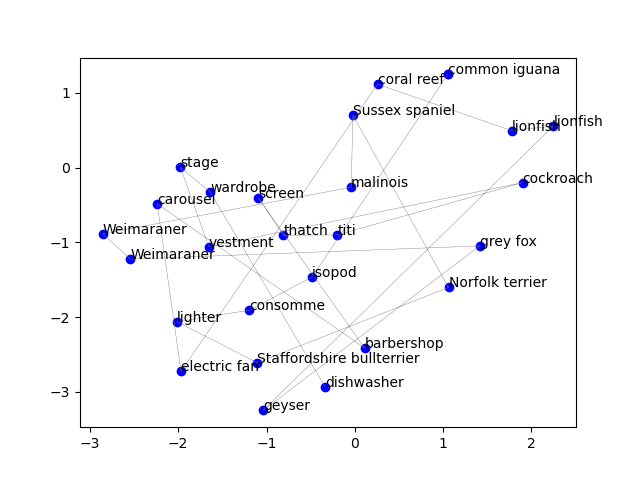 common iguana
coral reef
Sussex spaniel
lionfish
lionfish
stage
malinois
cockroach
wardrobe
screen
carousel
Weimaraner
thatch
titi
vestment
grey fox
Weimaraner
isopod
Norfolk terrier
consomme
lighter
barbershop
Staffordshire bullterrier
electric fan
dishwasher
geyser
1
0
−1
−2
−3
−3
−2
−1
0
1
2